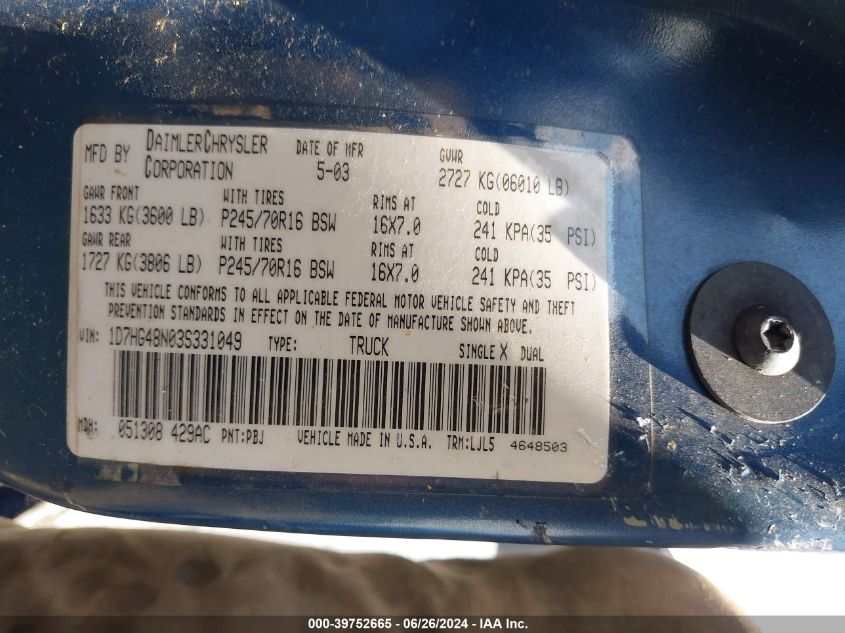 MFD BY DAIMLERCHRYSLER CORPORATION DATE OF MFR 5-03 GVWR 2727 KG(06010 LB)
GAWR FRONT WITH TIRES RIMS AT COLD
1633 KG(3600 LB) P245/70R16 BSW 16X7.0 241 KPA(35 PSI)
GAWR REAR WITH TIRES RIMS AT COLD
1727 KG(3806 LB) P245/70R16 BSW 16X7.0 241 KPA(35 PSI)
THIS VEHICLE CONFORMS TO ALL APPLICABLE FEDERAL MOTOR VEHICLE SAFETY AND THEFT
PREVENTION STANDARDS IN EFFECT ON THE DATE OF MANUFACTURE SHOWN ABOVE.
VIN: 1D7HG48N03S331049 TYPE: TRUCK SINGLE X DUAL
MDH: 051308 429AC PNT:PBJ VEHICLE MADE IN U.S.A. TRM:LJL5 4648503
000-39752665 - 06/26/2024 - IAA Inc.